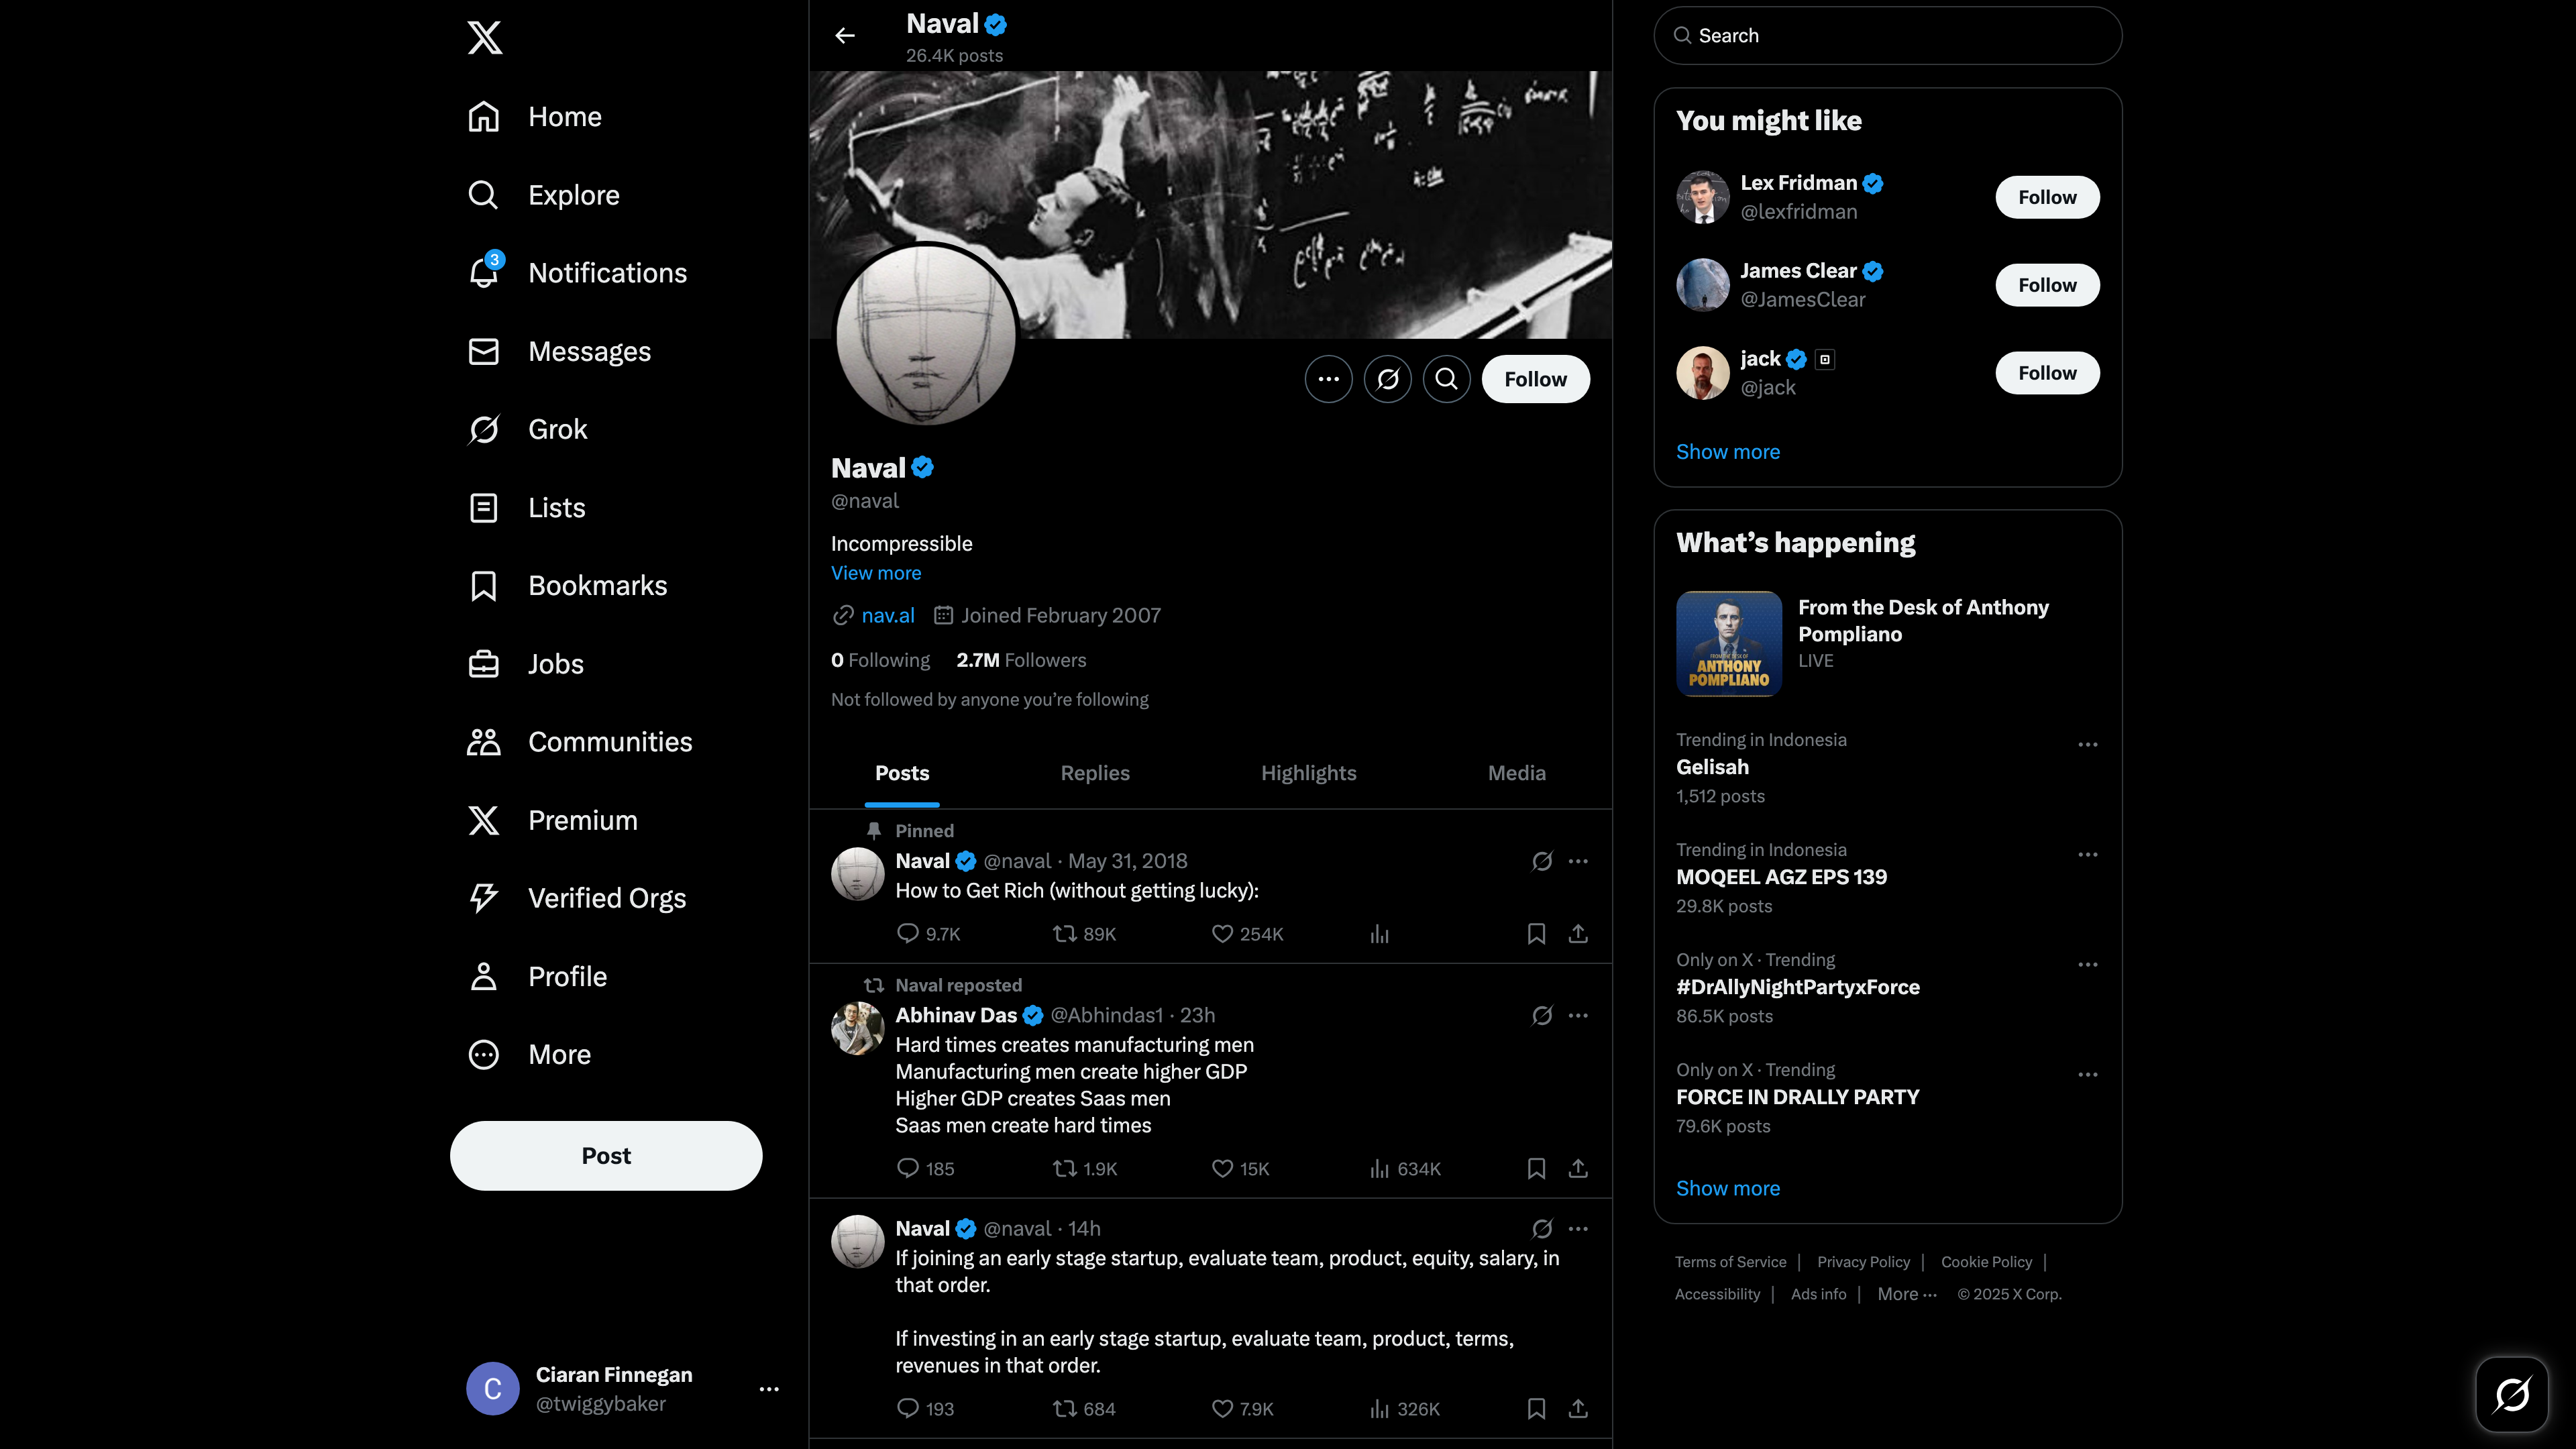 Home
Explore
3
Notifications
Messages
Grok
Lists
Bookmarks
Jobs
Communities
Premium
Verified Orgs
Profile
More
Post
C
Ciaran Finnegan
@twiggybaker
Naval
26.4K posts
Follow
Naval
@naval
Incompressible
View more
nav.al Joined February 2007
0 Following 2.7M Followers
Not followed by anyone you’re following
Posts Replies Highlights Media
Pinned
Naval @naval · May 31, 2018
How to Get Rich (without getting lucky):
9.7K 89K 254K
Naval reposted
Abhinav Das @Abhindas1 · 23h
Hard times creates manufacturing men
Manufacturing men create higher GDP
Higher GDP creates Saas men
Saas men create hard times
185 1.9K 15K 634K
Naval @naval · 14h
If joining an early stage startup, evaluate team, product, equity, salary, in
that order.
If investing in an early stage startup, evaluate team, product, terms,
revenues in that order.
193 684 7.9K 326K
Search
You might like
Lex Fridman
@lexfridman
Follow
James Clear
@JamesClear
Follow
jack
@jack
Follow
Show more
What’s happening
FROM THE DESK OF
ANTHONY
POMPLIANO
From the Desk of Anthony
Pompliano
LIVE
Trending in Indonesia
Gelisah
1,512 posts
Trending in Indonesia
MOQEEL AGZ EPS 139
29.8K posts
Only on X · Trending
#DrAllyNightPartyxForce
86.5K posts
Only on X · Trending
FORCE IN DRALLY PARTY
79.6K posts
Show more
Terms of Service | Privacy Policy | Cookie Policy |
Accessibility | Ads info | More ··· © 2025 X Corp.